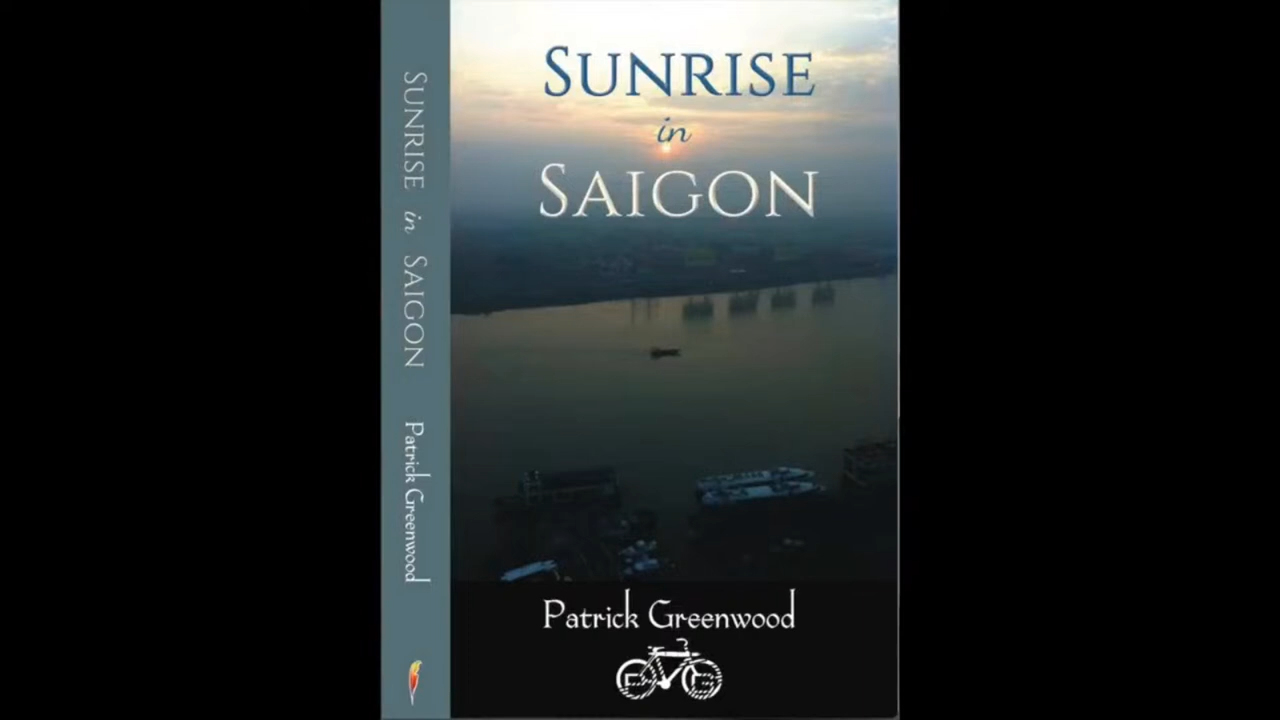 SUNRISE in SAIGON Patrick Greenwood
SUNRISE
in
SAIGON
Patrick Greenwood